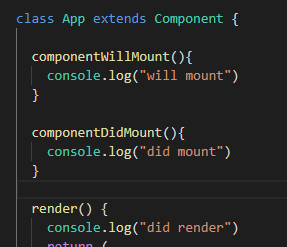 class App extends Component {
componentWillMount(){
console.log("will mount")
}
componentDidMount(){
console.log("did mount")
}
render() {
console.log("did render")
return (